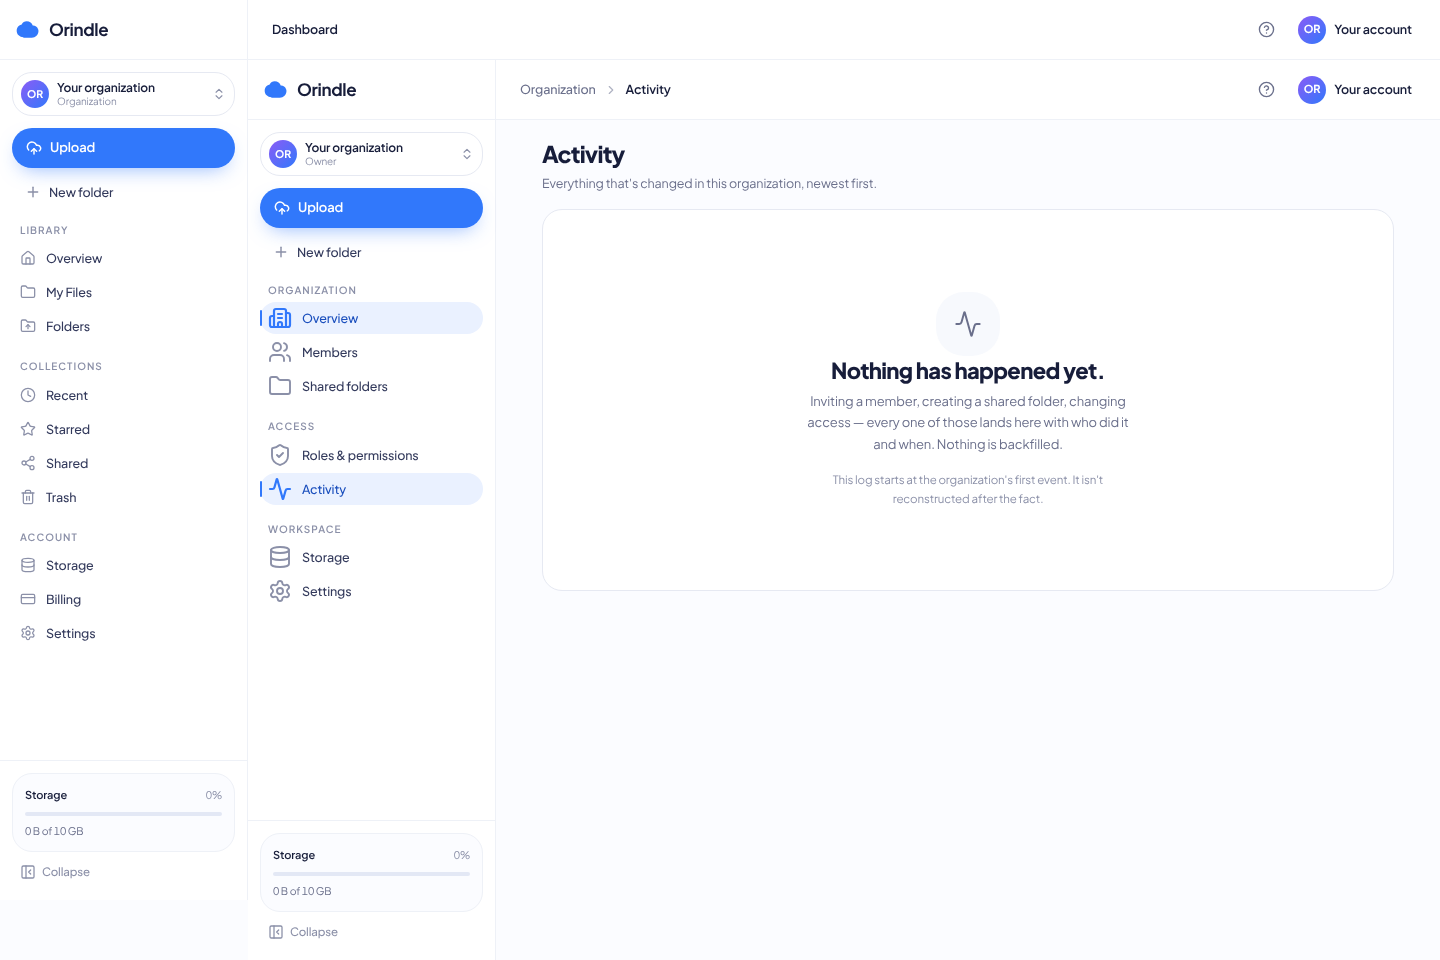 Orindle
OR
Your organization
Organization
Upload
New folder
LIBRARY
Overview
My Files
Folders
COLLECTIONS
Recent
Starred
Shared
Trash
ACCOUNT
Storage
Billing
Settings
Storage
0%
0 B of 10 GB
Collapse
Dashboard
OR
Your account
Orindle
OR
Your organization
Owner
Upload
New folder
ORGANIZATION
Overview
Members
Shared folders
ACCESS
Roles & permissions
Activity
WORKSPACE
Storage
Settings
Storage
0%
0 B of 10 GB
Collapse
Organization
Activity
OR
Your account
Activity
Everything that's changed in this organization, newest first.
Nothing has happened yet.
Inviting a member, creating a shared folder, changing
access — every one of those lands here with who did it
and when. Nothing is backfilled.
This log starts at the organization's first event. It isn't
reconstructed after the fact.